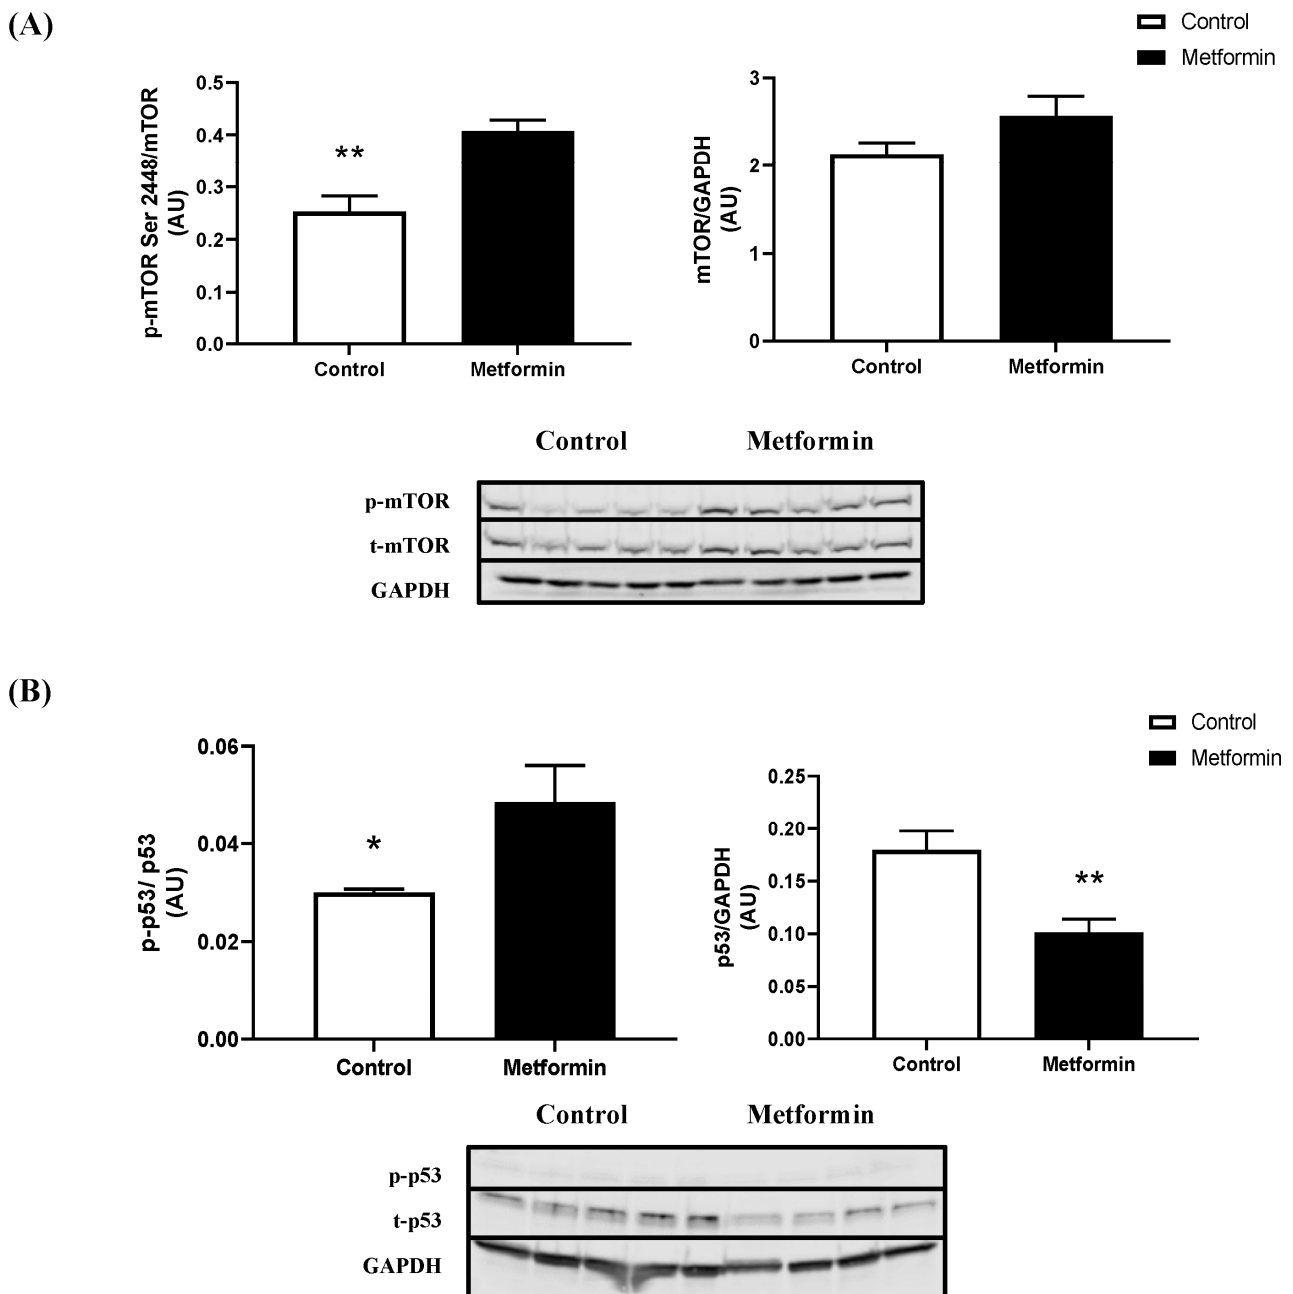 (A)
Control
Metformin
p-mTOR Ser 2448/mTOR
(AU)
0.5
0.4
0.3
0.2
0.1
0.0
**
Control
Metformin
mTOR/GAPDH
(AU)
3
2
1
0
Control
Metformin
Control
Metformin
p-mTOR
t-mTOR
GAPDH
(B)
Control
Metformin
p-p53/ p53
(AU)
0.06
0.04
0.02
0.00
*
Control
Metformin
p53/GAPDH
(AU)
0.25
0.20
0.15
0.10
0.05
0.00
**
Control
Metformin
Control
Metformin
p-p53
t-p53
GAPDH